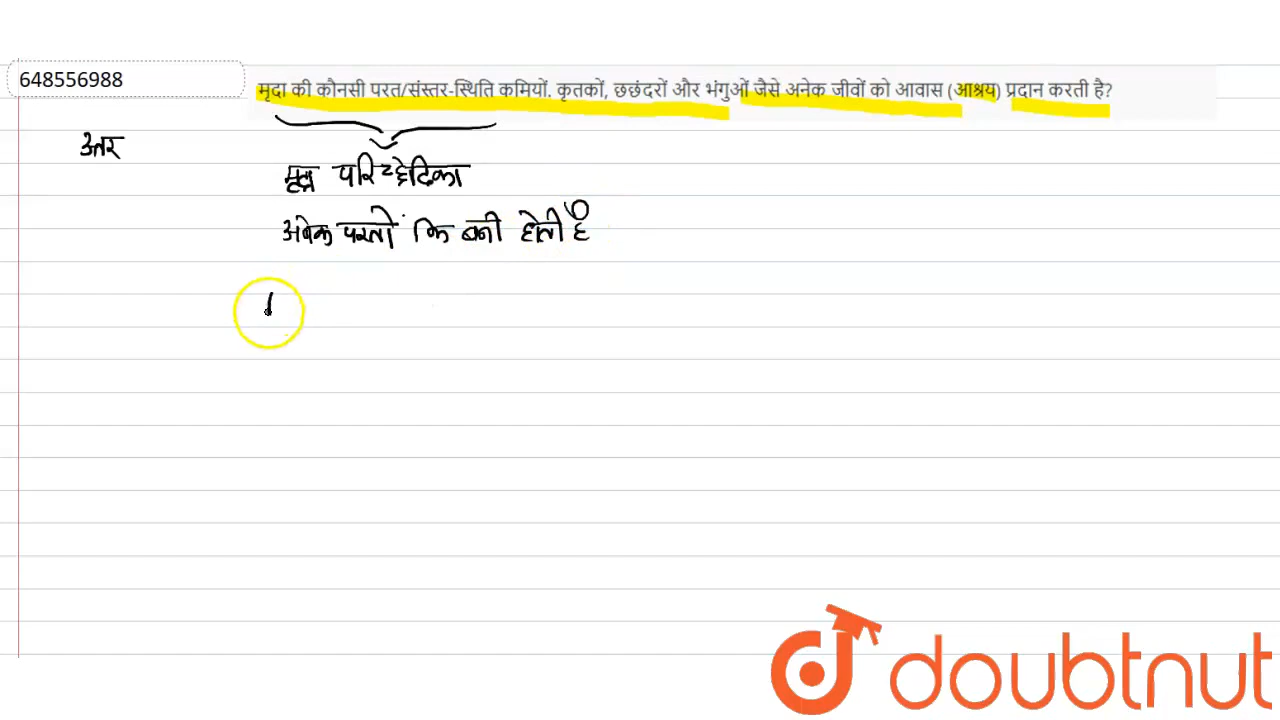 648556988
मृदा की कौनसी परत/संस्तर-स्थिति कमियों. कृतकों, छछंदरों और भंगुओं जैसे अनेक जीवों को आवास (आश्रय) प्रदान करती है?
उत्तर
मृदा परिच्छेदिका
अनेक परतों कि बनी होती है
1
doubtnut